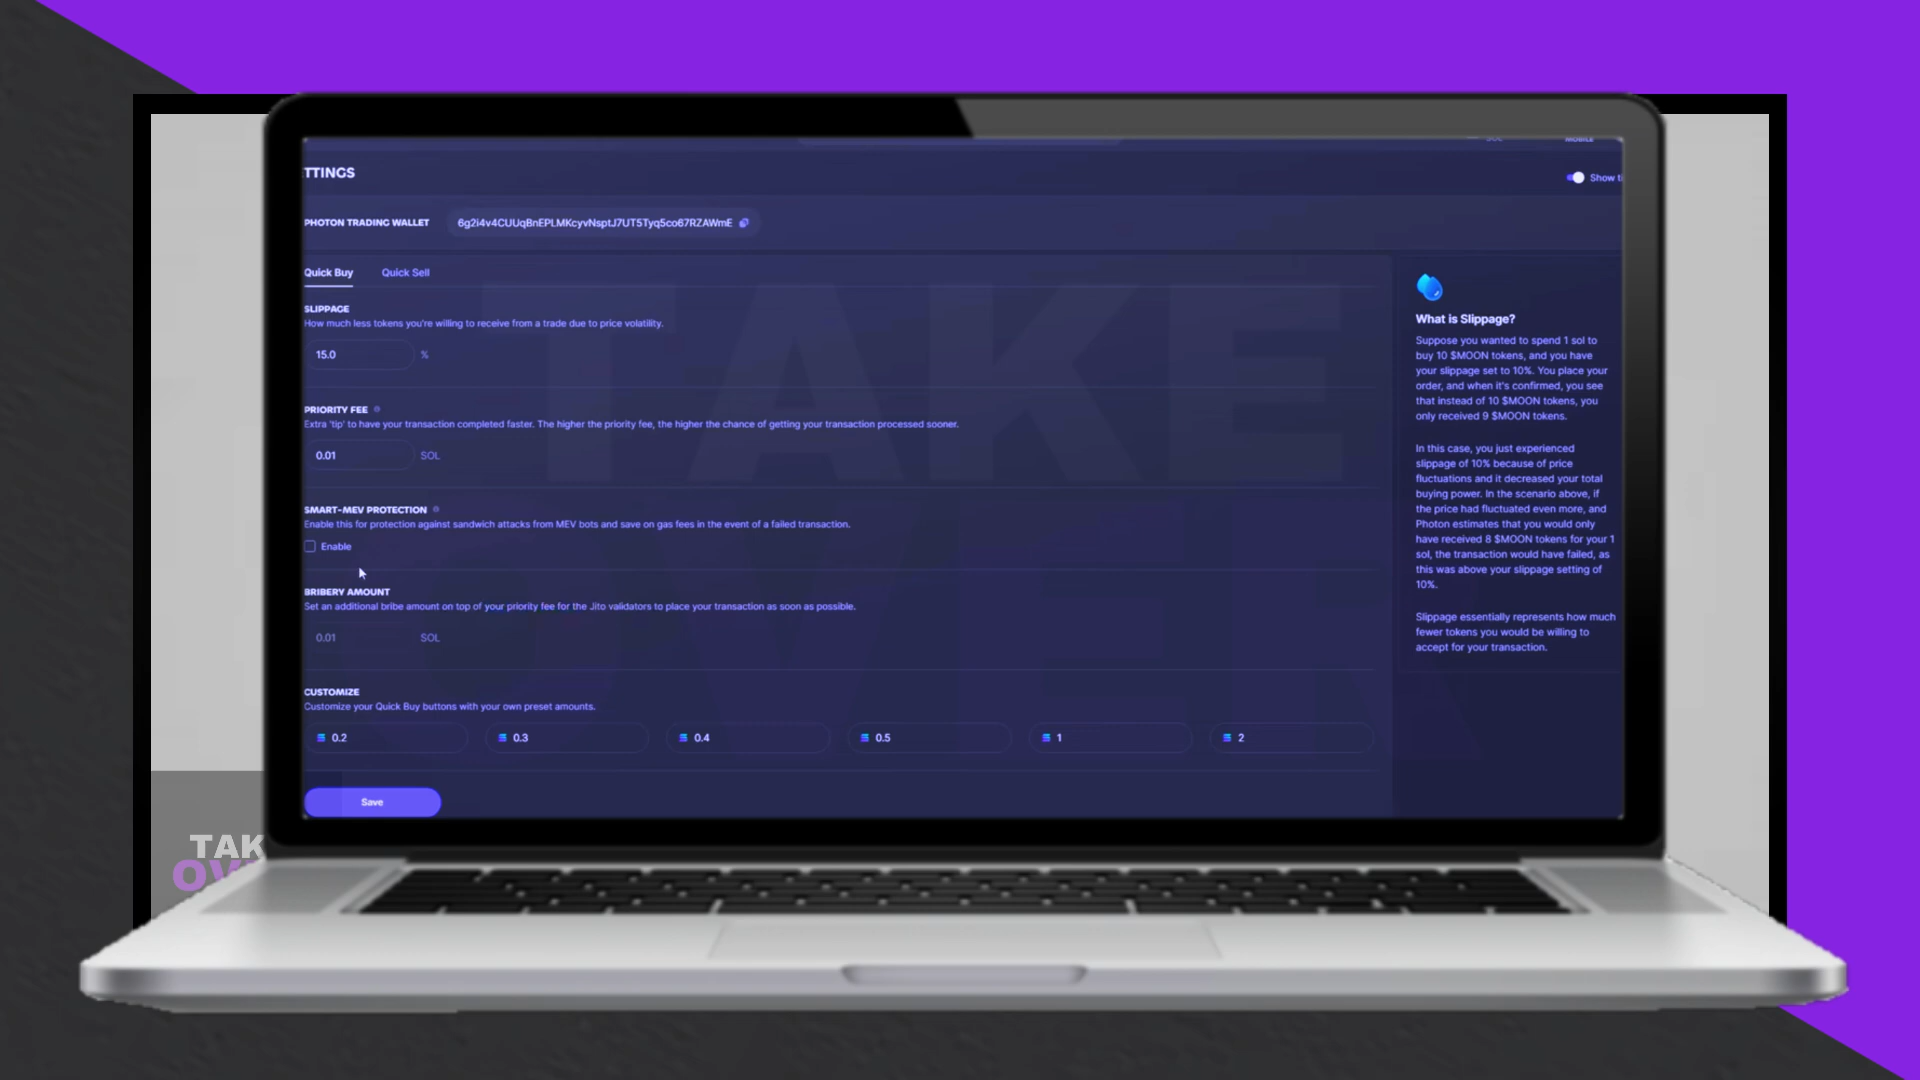 TTINGS
Show
PHOTON TRADING WALLET
6g2i4v4CUUqBnEPLMKcyvNsptJ7UT5Tyq5co67RZAWmE
Quick Buy
Quick Sell
SLIPPAGE
How much less tokens you're willing to receive from a trade due to price volatility.
15.0
%
PRIORITY FEE
Extra 'tip' to have your transaction completed faster. The higher the priority fee, the higher the chance of getting your transaction processed sooner.
0.01
SOL
SMART-MEV PROTECTION
Enable this for protection against sandwich attacks from MEV bots and save on gas fees in the event of a failed transaction.
Enable
BRIBERY AMOUNT
Set an additional bribe amount on top of your priority fee for the Jito validators to place your transaction as soon as possible.
0.01
SOL
CUSTOMIZE
Customize your Quick Buy buttons with your own preset amounts.
0.2
0.3
0.4
0.5
1
2
Save
What is Slippage?
Suppose you wanted to spend 1 sol to
buy 10 $MOON tokens, and you have
your slippage set to 10%. You place your
order, and when it's confirmed, you see
that instead of 10 $MOON tokens, you
only received 9 $MOON tokens.
In this case, you just experienced
slippage of 10% because of price
fluctuations and it decreased your total
buying power. In the scenario above, if
the price had fluctuated even more, and
Photon estimates that you would only
have received 8 $MOON tokens for your 1
sol, the transaction would have failed, as
this was above your slippage setting of
10%.
Slippage essentially represents how much
fewer tokens you would be willing to
accept for your transaction.
TAKE
OVER
TAK
OV